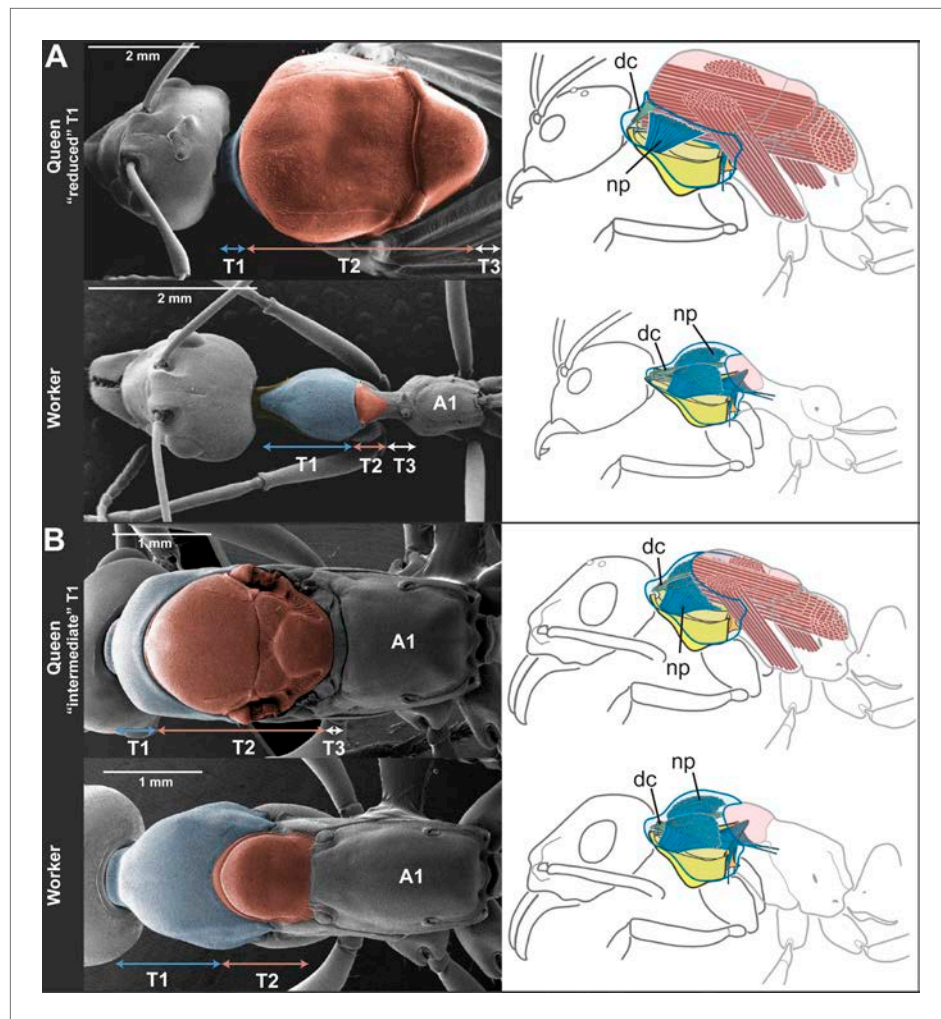 A
2 mm
Queen
"reduced" T1
T1
T2
T3
dc
np
Worker
2 mm
A1
T1
T2
T3
dc
np
B
1 mm
Queen
"intermediate" T1
A1
T1
T2
T3
dc
np
Worker
1 mm
A1
T1
T2
dc
np